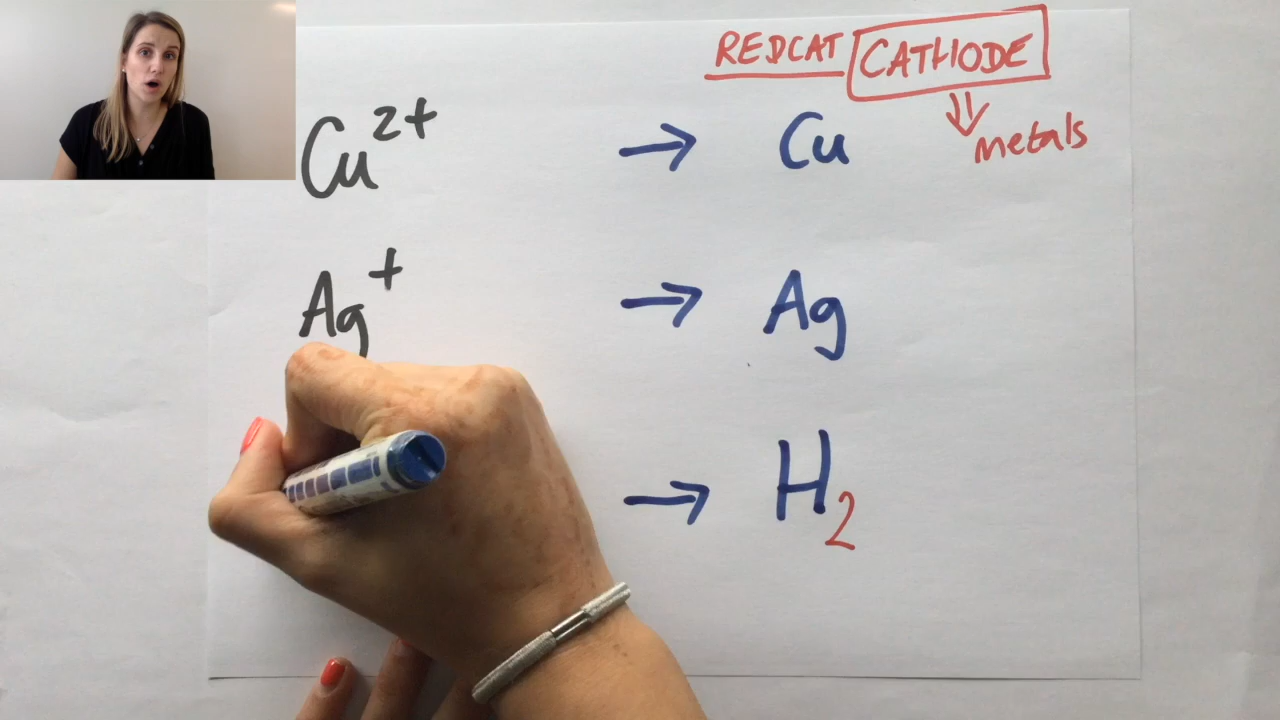 REDCAT CATHODE
metals
Cu²⁺ → Cu
Ag⁺ → Ag
→ H₂